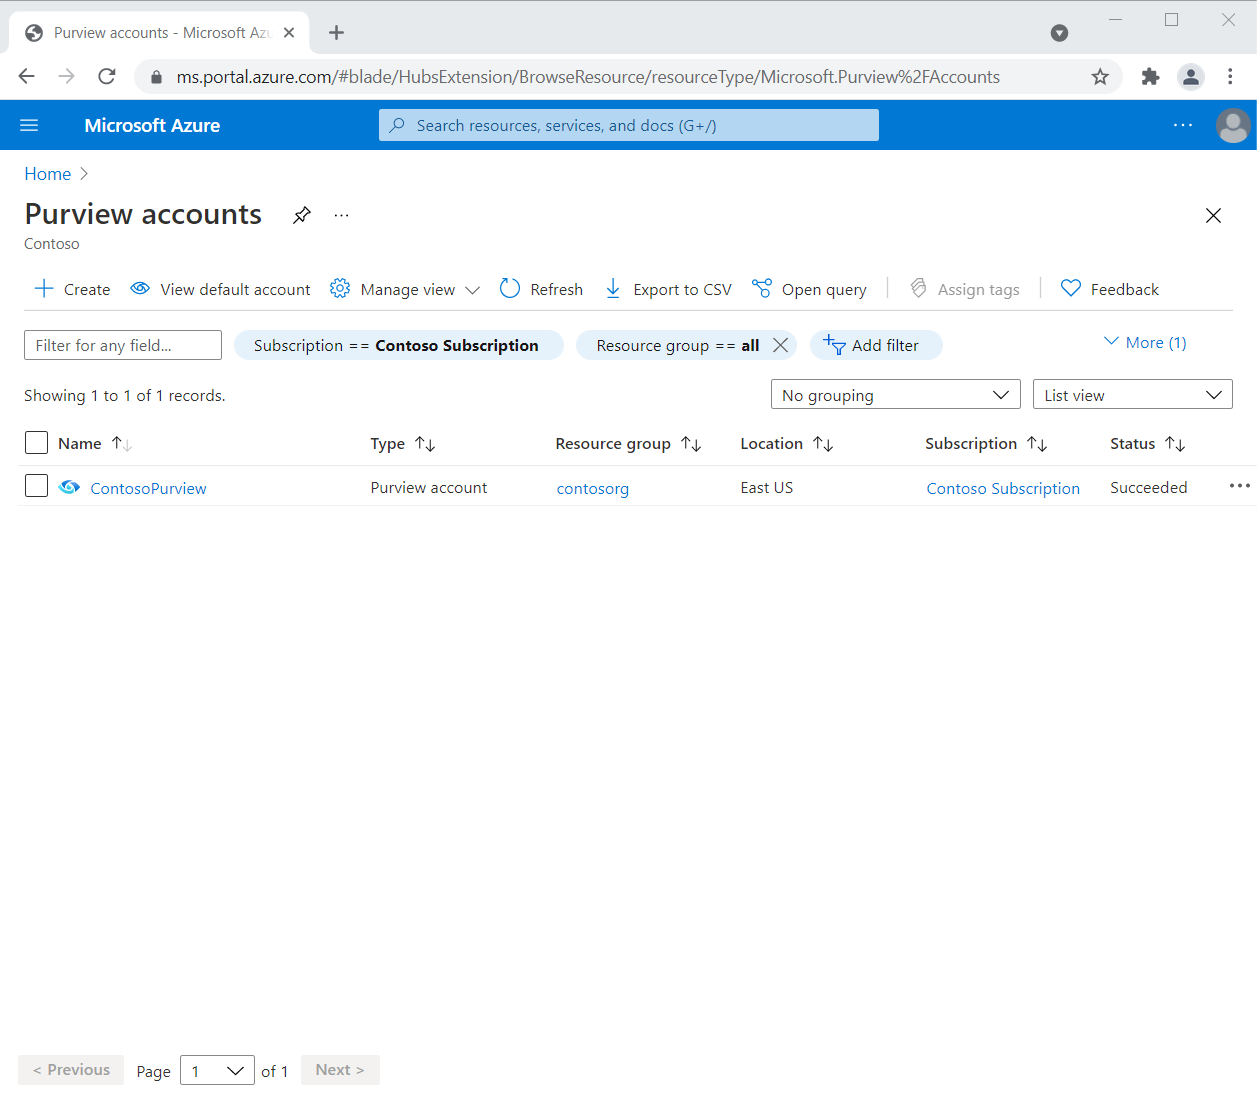 Purview accounts - Microsoft Azu
ms.portal.azure.com/#blade/HubsExtension/BrowseResource/resourceType/Microsoft.Purview%2FAccounts
Microsoft Azure
Search resources, services, and docs (G+/)
Home
Purview accounts
Contoso
Create View default account Manage view Refresh Export to CSV Open query Assign tags Feedback
Filter for any field... Subscription == Contoso Subscription Resource group == all Add filter More (1)
Showing 1 to 1 of 1 records. No grouping List view
Name Type Resource group Location Subscription Status
ContosoPurview Purview account contosorg East US Contoso Subscription Succeeded
< Previous Page 1 of 1 Next >